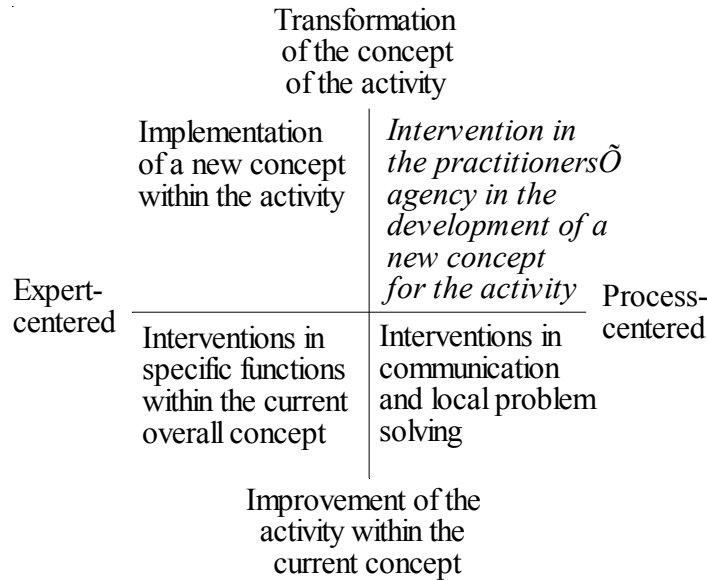 Transformation
of the concept
of the activity
Implementation
of a new concept
within the activity
Intervention in
the practitionersÕ
agency in the
development of a
new concept
for the activity
Expert-
centered
Process-
centered
Interventions in
specific functions
within the current
overall concept
Interventions in
communication
and local problem
solving
Improvement of the
activity within the
current concept